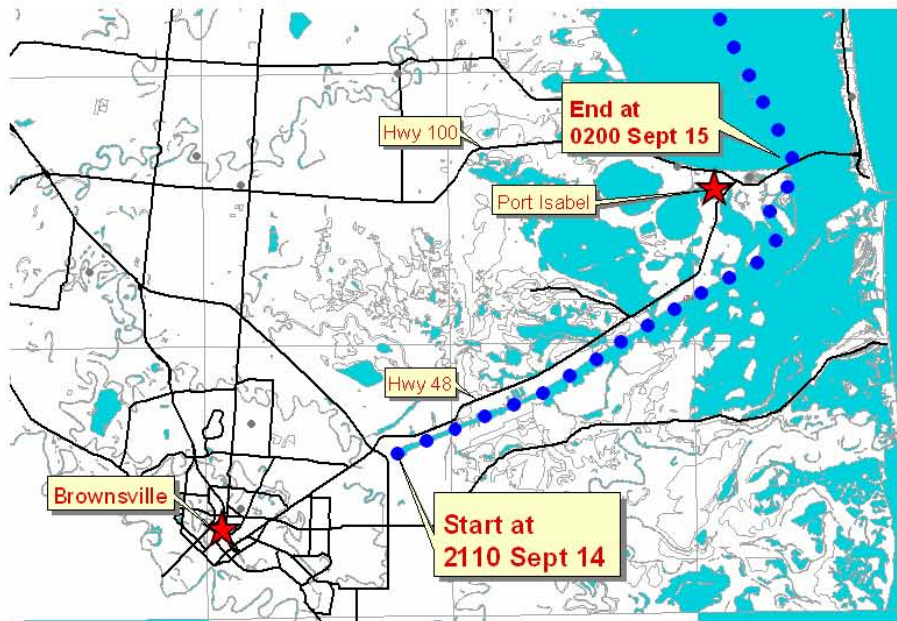 End at
0200 Sept 15
Hwy 100
Port Isabel
Hwy 48
Brownsville
Start at
2110 Sept 14